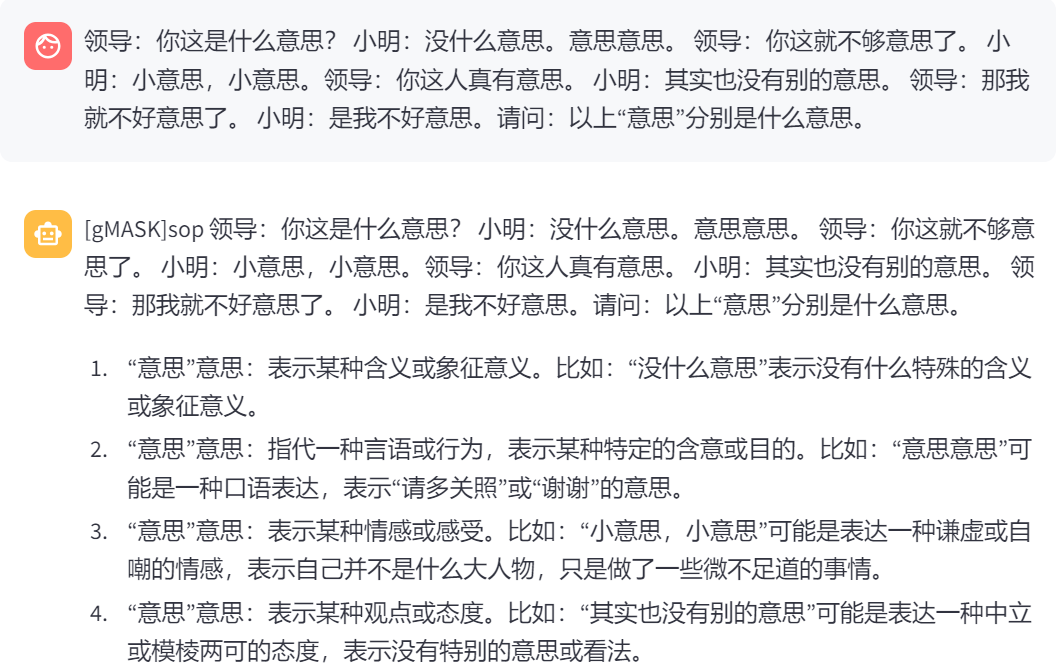 领导：你这是什么意思？ 小明：没什么意思。意思意思。 领导：你这就不够意思了。 小
明：小意思，小意思。领导：你这人真有意思。 小明：其实也没有别的意思。 领导：那我
就不好意思了。 小明：是我不好意思。请问：以上“意思”分别是什么意思。
[gMASK]sop 领导：你这是什么意思？ 小明：没什么意思。意思意思。 领导：你这就不够意
思了。 小明：小意思，小意思。领导：你这人真有意思。 小明：其实也没有别的意思。 领
导：那我就不好意思了。 小明：是我不好意思。请问：以上“意思”分别是什么意思。
1. “意思”意思：表示某种含义或象征意义。比如：“没什么意思”表示没有什么特殊的含义
或象征意义。
2. “意思”意思：指代一种言语或行为，表示某种特定的含意或目的。比如：“意思意思”可
能是一种口语表达，表示“请多关照”或“谢谢”的意思。
3. “意思”意思：表示某种情感或感受。比如：“小意思，小意思”可能是表达一种谦虚或自
嘲的情感，表示自己并不是什么大人物，只是做了一些微不足道的事情。
4. “意思”意思：表示某种观点或态度。比如：“其实也没有别的意思”可能是表达一种中立
或模棱两可的态度，表示没有特别的意思或看法。